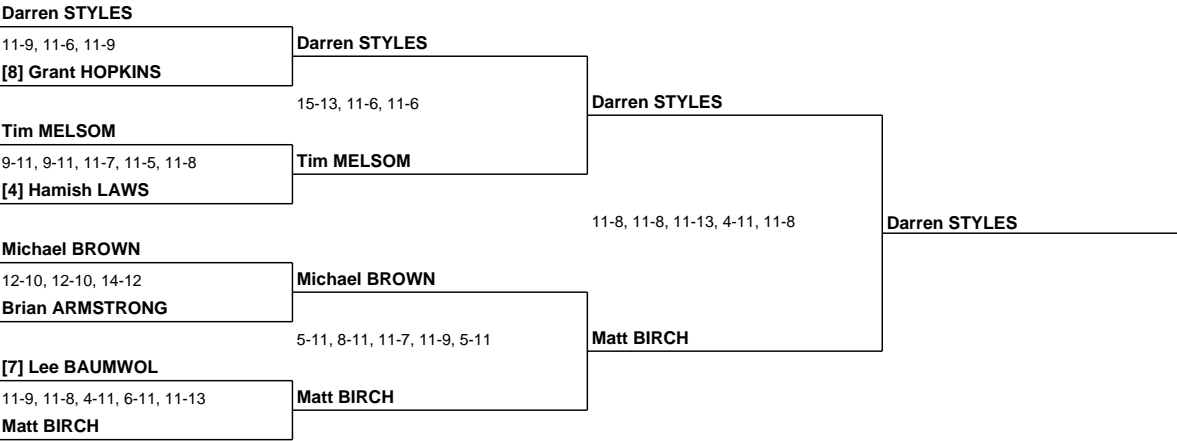 Darren STYLES
11-9, 11-6, 11-9
Darren STYLES
[8] Grant HOPKINS
15-13, 11-6, 11-6
Darren STYLES
Tim MELSOM
9-11, 9-11, 11-7, 11-5, 11-8
Tim MELSOM
[4] Hamish LAWS
11-8, 11-8, 11-13, 4-11, 11-8
Darren STYLES
Michael BROWN
12-10, 12-10, 14-12
Michael BROWN
Brian ARMSTRONG
5-11, 8-11, 11-7, 11-9, 5-11
Matt BIRCH
[7] Lee BAUMWOL
11-9, 11-8, 4-11, 6-11, 11-13
Matt BIRCH
Matt BIRCH